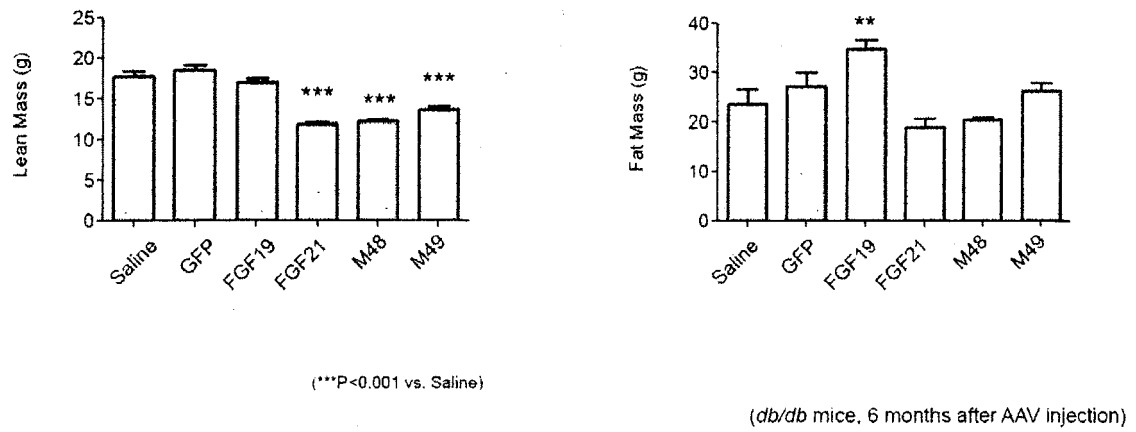 Lean Mass (g)
25
20
15
10
5
0
***
***
***
Saline
GFP
FGF19
FGF21
M48
M49
Fat Mass (g)
40
30
20
10
0
**
Saline
GFP
FGF19
FGF21
M48
M49
(***P<0.001 vs. Saline)
(db/db mice, 6 months after AAV injection)